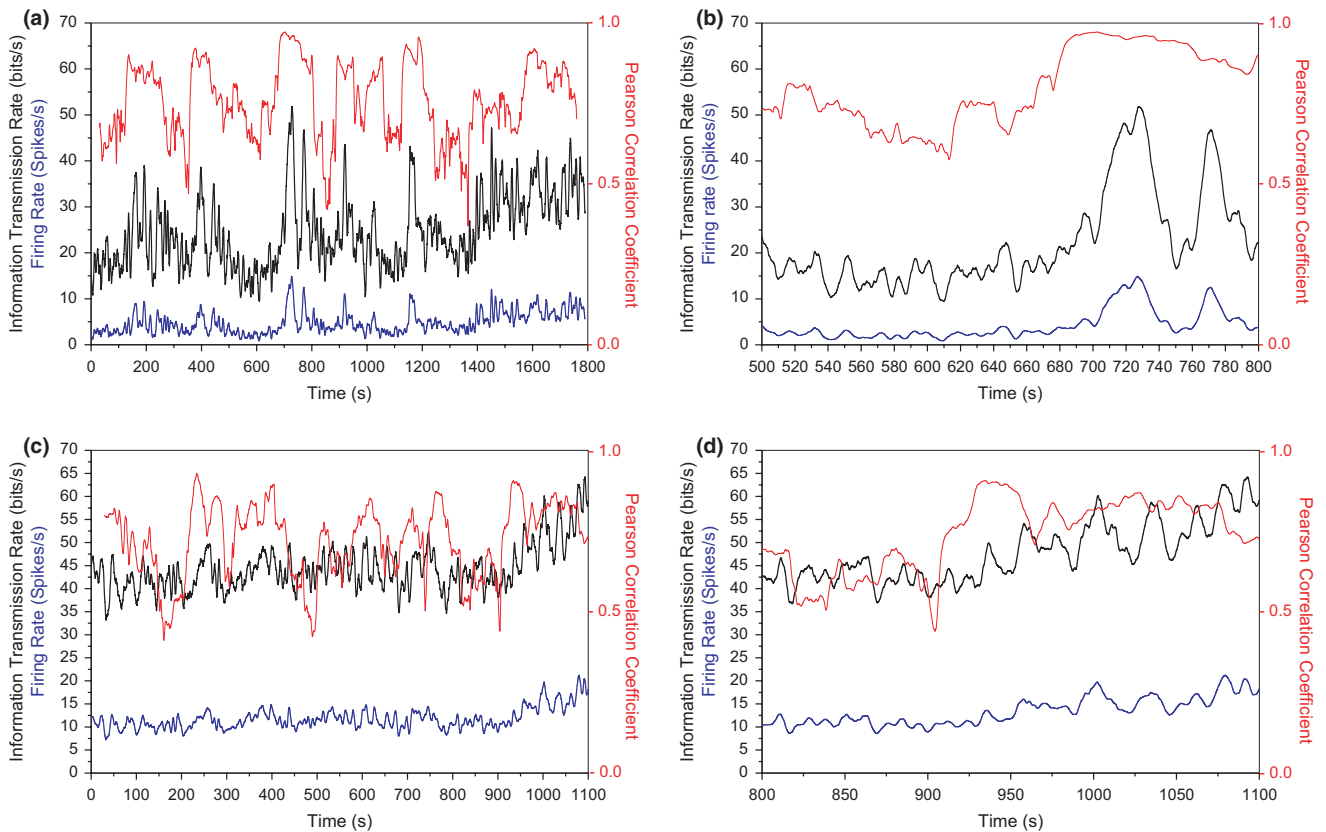 (a)
Information Transmission Rate (bits/s)
Firing Rate (Spikes/s)
70
60
50
40
30
20
10
0
0 200 400 600 800 1000 1200 1400 1600 1800
Time (s)
1.0
0.5
0.0
Pearson Correlation Coefficient
(b)
Information Transmission Rate (bits/s)
Firing rate (Spikes/s)
70
60
50
40
30
20
10
0
500 520 540 560 580 600 620 640 660 680 700 720 740 760 780 800
Time (s)
1.0
0.5
0.0
Pearson Correlation Coefficient
(c)
Information Transmission Rate (bits/s)
Firing Rate (Spikes/s)
70
65
60
55
50
45
40
35
30
25
20
15
10
5
0
0 100 200 300 400 500 600 700 800 900 1000 1100
Time (s)
1.0
0.5
0.0
Pearson Correlation Coefficient
(d)
Information Transmission Rate (bits/s)
Firing Rate (Spikes/s)
70
65
60
55
50
45
40
35
30
25
20
15
10
5
0
800 850 900 950 1000 1050 1100
Time (s)
1.0
0.5
0.0
Pearson Correlation Coefficient